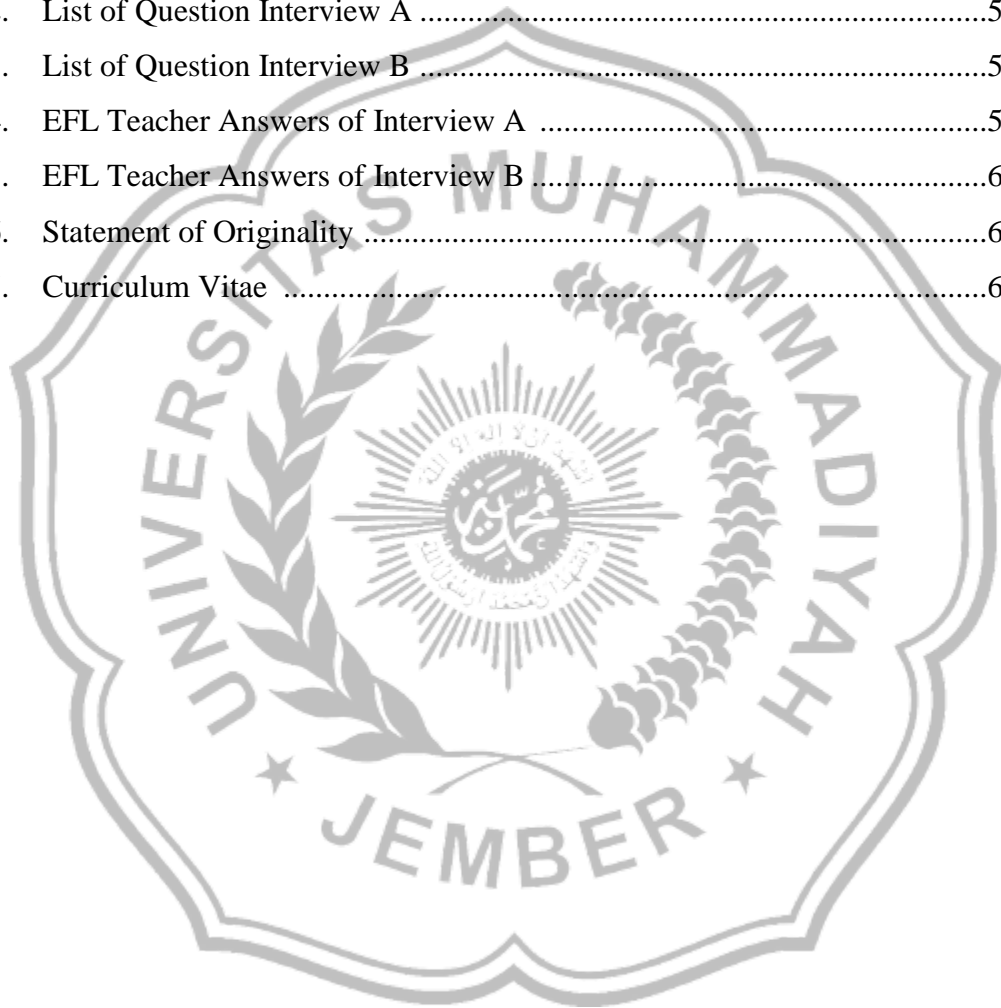 . List of Question Interview A ..........................................................................5
. List of Question Interview B ..........................................................................5
. EFL Teacher Answers of Interview A ..........................................................5
. EFL Teacher Answers of Interview B ...........................................................6
. Statement of Originality .................................................................................6
. Curriculum Vitae ...........................................................................................6
UNIVERSITAS MUHAMMADIYAH
محمد
★ JEMBER ★